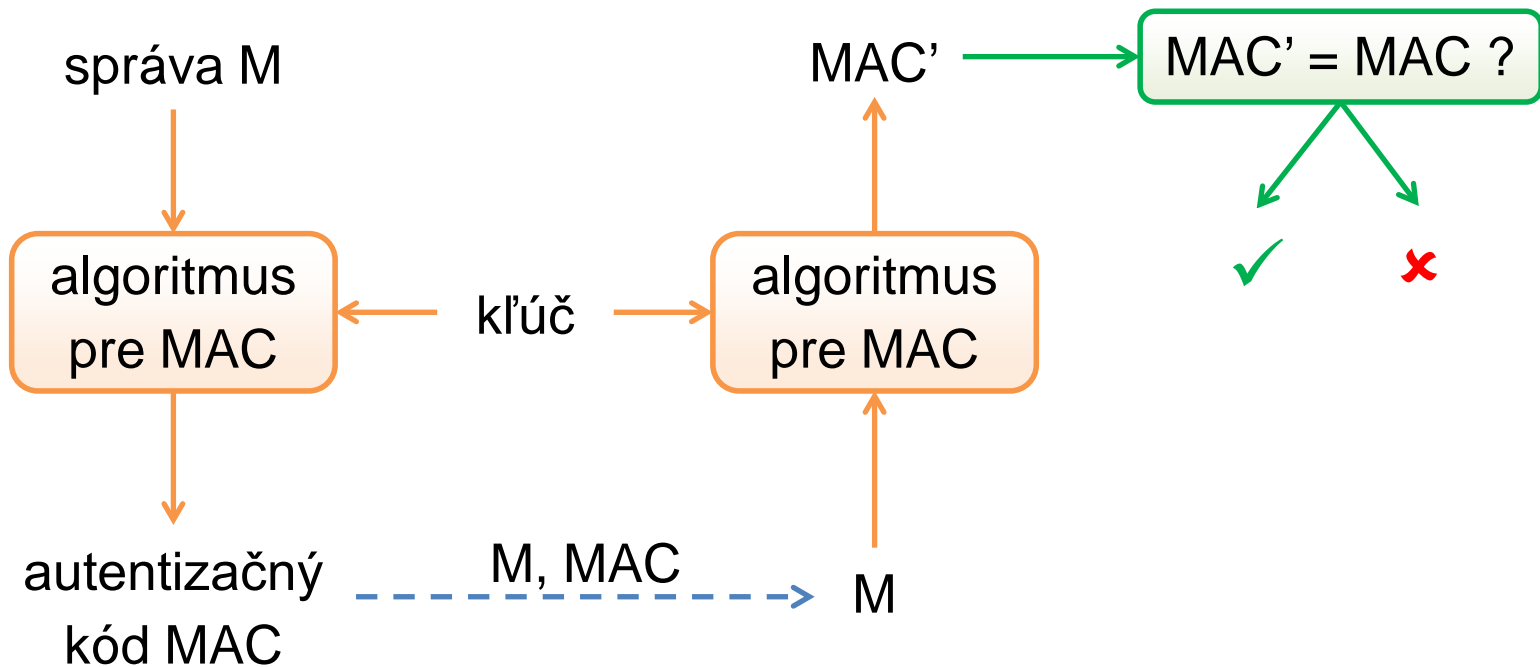 správa M
MAC’
MAC’ = MAC ?
algoritmus
pre MAC
kľúč
algoritmus
pre MAC
autentizačný
kód MAC
M, MAC
M